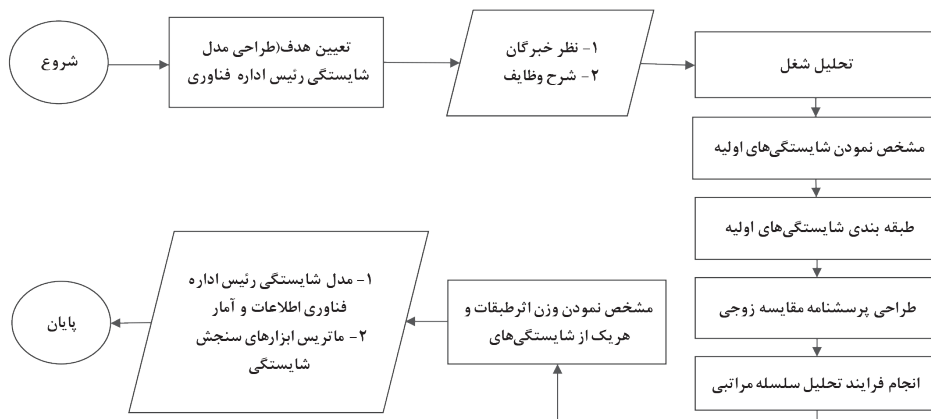 شروع
تعیین هدف(طراحی مدل
شایستگی رئیس اداره فناوری
۱- نظر خبرگان
۲- شرح وظایف
تحلیل شغل
مشخص نمودن شایستگی‌های اولیه
طبقه بندی شایستگی‌های اولیه
طراحی پرسشنامه مقایسه زوجی
انجام فرایند تحلیل سلسله مراتبی
مشخص نمودن وزن اثرطبقات و
هریک از شایستگی‌های
۱- مدل شایستگی رئیس اداره
فناوری اطلاعات و آمار
۲- ماتریس ابزارهای سنجش
شایستگی
پایان